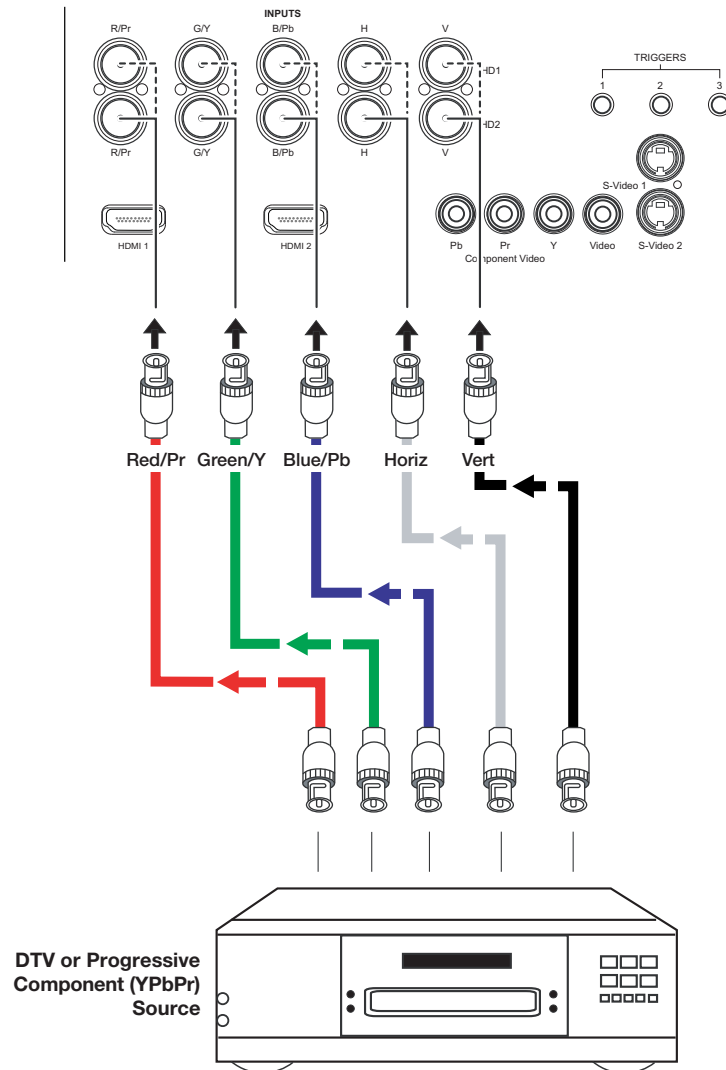 INPUTS
R/Pr G/Y B/Pb H V
HD1
HD2
R/Pr G/Y B/Pb H V
TRIGGERS
1 2 3
S-Video 1
HDMI 1 HDMI 2
Pb Pr Y Video S-Video 2
Component Video
Red/Pr Green/Y Blue/Pb Horiz Vert
DTV or Progressive
Component (YPbPr)
Source